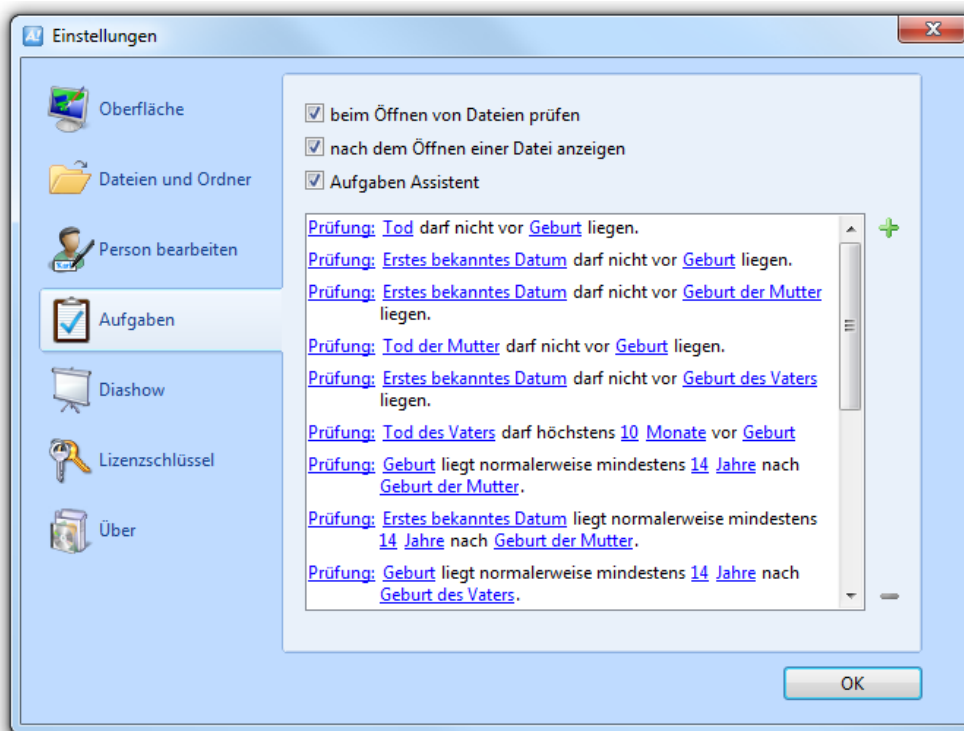 Einstellungen
Oberfläche
Dateien und Ordner
Person bearbeiten
Aufgaben
Diashow
Lizenzschlüssel
Über
beim Öffnen von Dateien prüfen
nach dem Öffnen einer Datei anzeigen
Aufgaben Assistent
Prüfung: Tod darf nicht vor Geburt liegen.
Prüfung: Erstes bekanntes Datum darf nicht vor Geburt liegen.
Prüfung: Erstes bekanntes Datum darf nicht vor Geburt der Mutter
liegen.
Prüfung: Tod der Mutter darf nicht vor Geburt liegen.
Prüfung: Erstes bekanntes Datum darf nicht vor Geburt des Vaters
liegen.
Prüfung: Tod des Vaters darf höchstens 10 Monate vor Geburt
Prüfung: Geburt liegt normalerweise mindestens 14 Jahre nach
Geburt der Mutter.
Prüfung: Erstes bekanntes Datum liegt normalerweise mindestens
14 Jahre nach Geburt der Mutter.
Prüfung: Geburt liegt normalerweise mindestens 14 Jahre nach
Geburt des Vaters.
OK